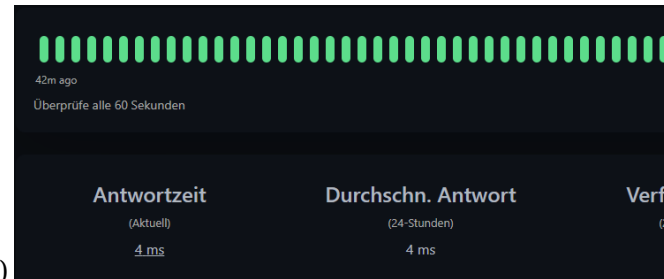 42m ago
Überprüfe alle 60 Sekunden
Antwortzeit Durchschn. Antwort
(Aktuell) (24-Stunden)
4 ms 4 ms
)